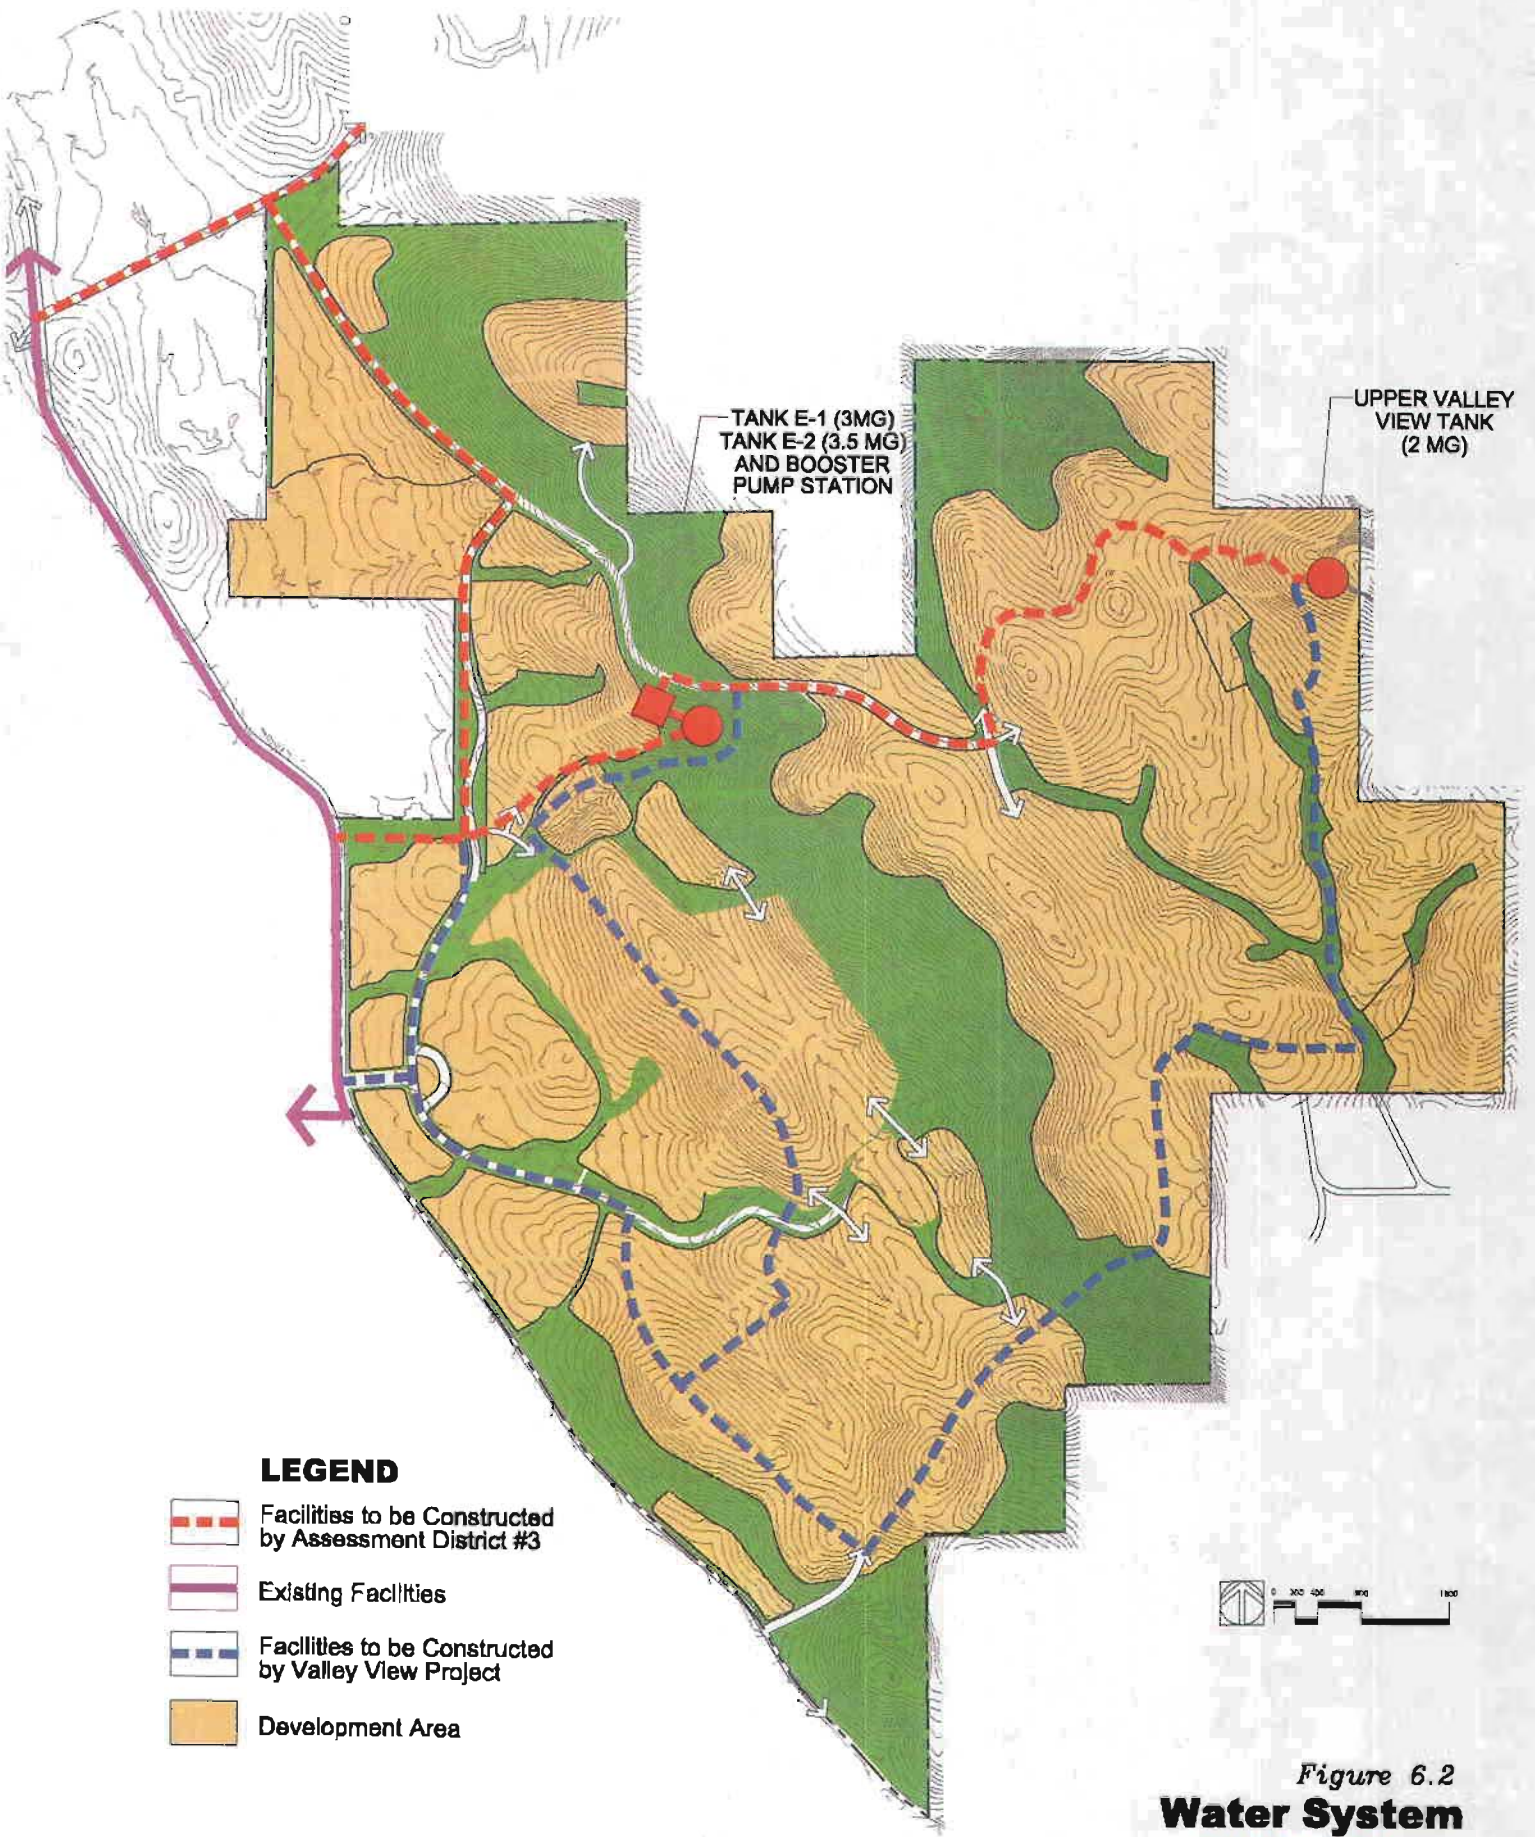 TANK E-1 (3MG)
TANK E-2 (3.5 MG)
AND BOOSTER
PUMP STATION
UPPER VALLEY
VIEW TANK
(2 MG)
LEGEND
Facilities to be Constructed
by Assessment District #3
Existing Facilities
Facilities to be Constructed
by Valley View Project
Development Area
0 400
Figure 6.2
Water System